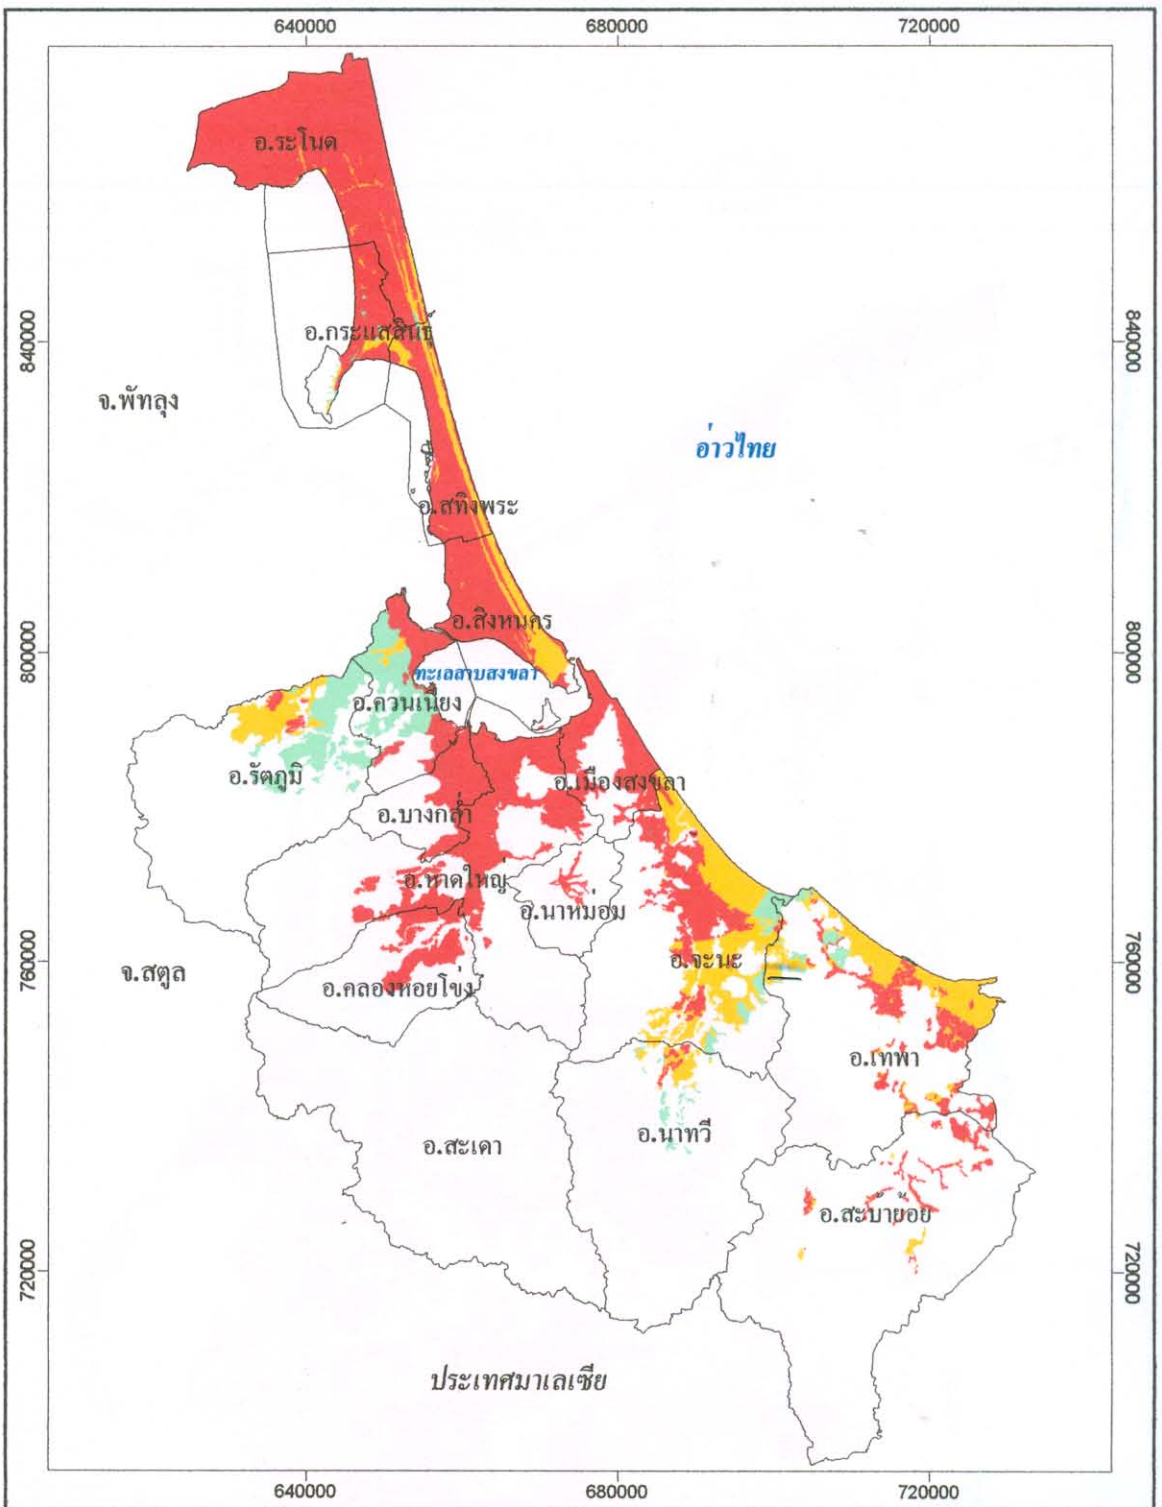 640000 680000 720000
อ.ระโนด
840000 840000
อ.กระแสสินธุ์
จ.พัทลุง
อ่าวไทย
อ.สทิงพระ
อ.สิงหนคร
800000 800000
ทะเลสาบสงขลา
อ.ควนเนียง
อ.รัตภูมิ
อ.เมืองสงขลา
อ.บางกล่ำ
อ.หาดใหญ่
อ.นาหม่อม
อ.จะนะ
760000 760000
จ.สตูล
อ.คลองหอยโข่ง
อ.เทพา
อ.นาทวี
อ.สะเดา
อ.สะบ้าย้อย
720000 720000
ประเทศมาเลเซีย
640000 680000 720000